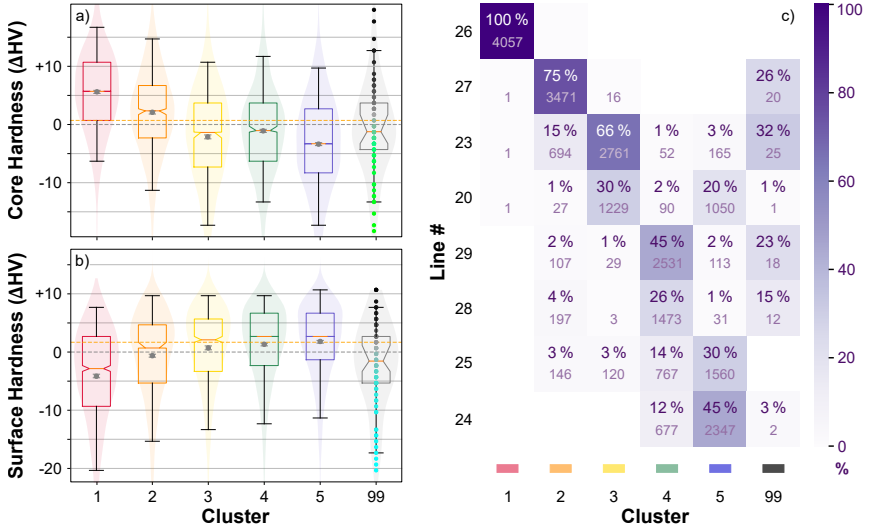 a)
Core Hardness (ΔHV)
+10
0
-10
b)
Surface Hardness (ΔHV)
+10
0
-10
-20
1 2 3 4 5 99
Cluster
c)
Line #
26 100 %
4057
27 75 % 26 %
1 3471 16 20
23 15 % 66 % 1 % 3 % 32 %
1 694 2761 52 165 25
20 1 % 30 % 2 % 20 % 1 %
1 27 1229 90 1050 1
29 2 % 1 % 45 % 2 % 23 %
107 29 2531 113 18
28 4 % 26 % 1 % 15 %
197 3 1473 31 12
25 3 % 3 % 14 % 30 %
146 120 767 1560
24 12 % 45 % 3 %
677 2347 2
1 2 3 4 5 99
Cluster
100
80
60
40
20
0
%